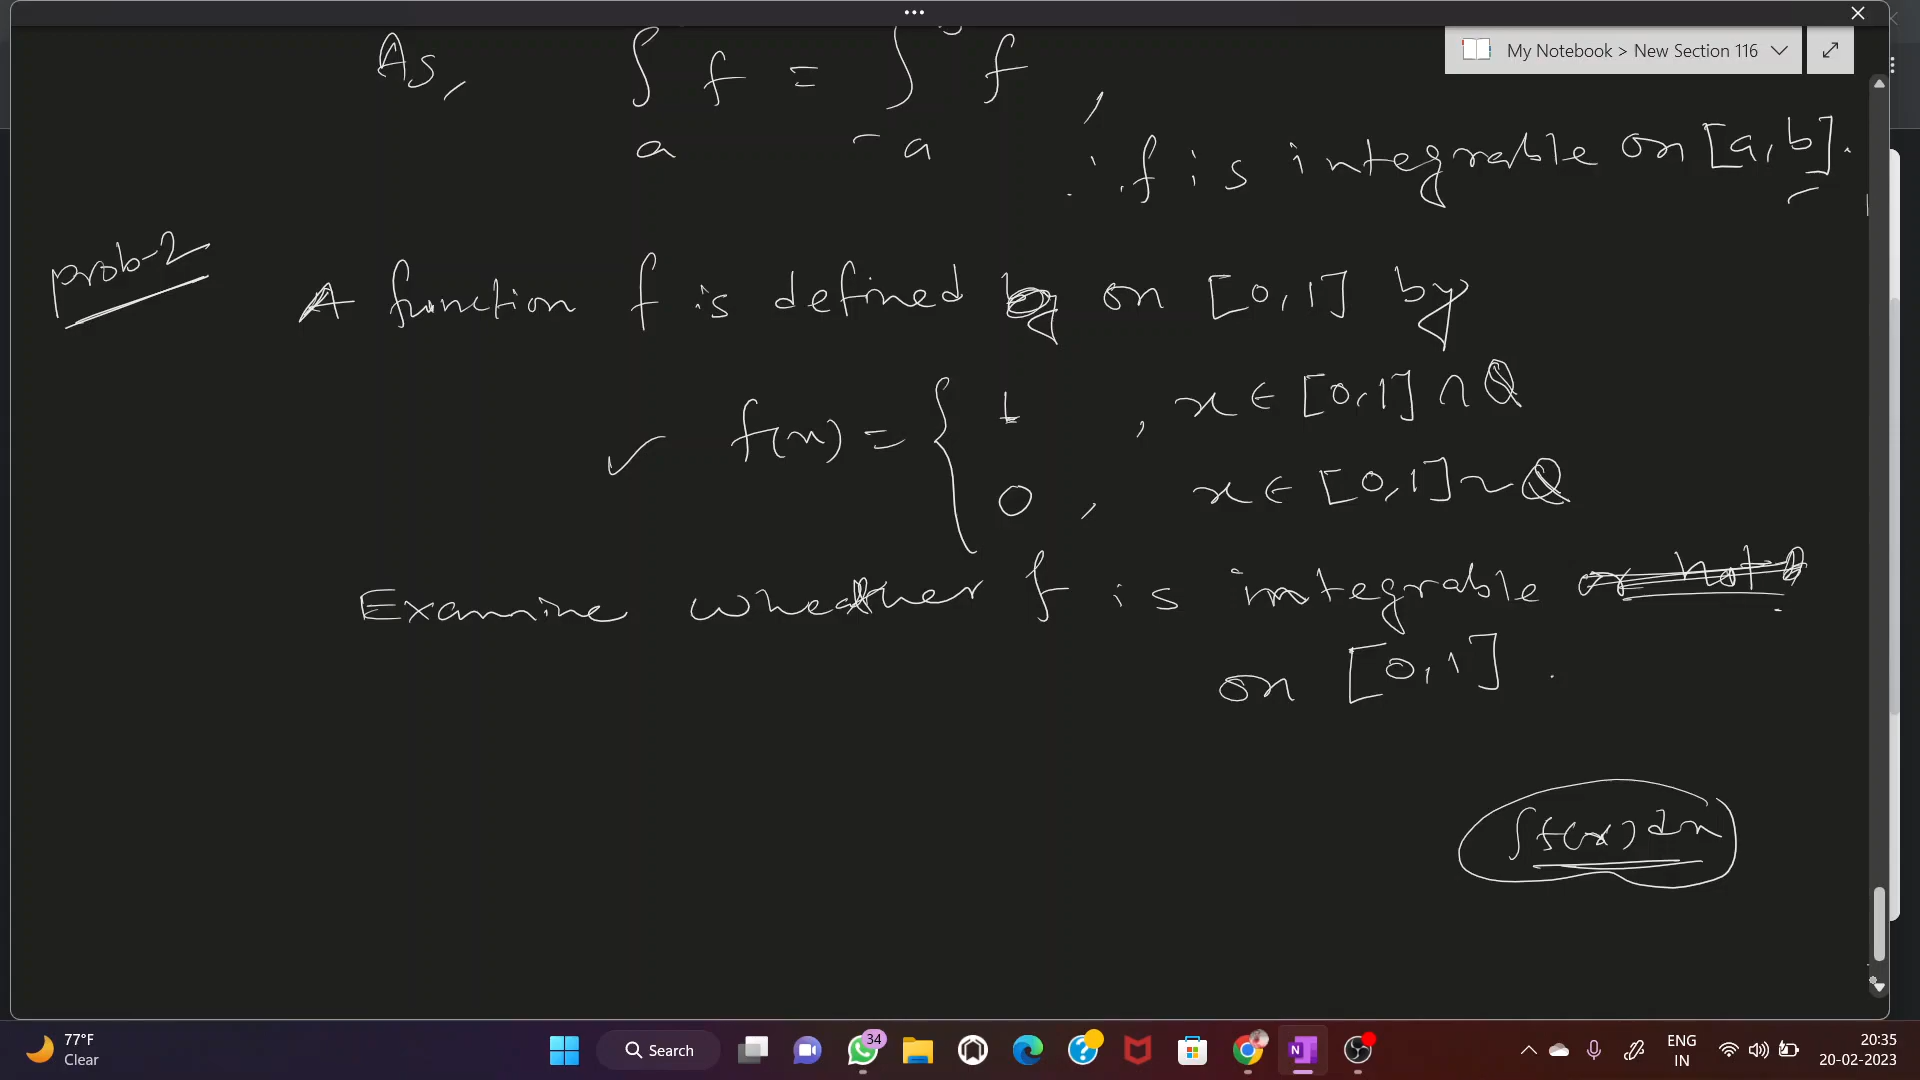 My Notebook > New Section 116
As, ∫ f = ∫ f ,
a - a
∴ f is integrable on [a, b].
prob-2
A function f is defined on [0,1] by
f(x) = { 1 , x ∈ [0,1] ∩ Q
0 , x ∈ [0,1] ~ Q
Examine whether f is integrable or not
on [0,1] .
∫f(x) dx
77°F
Clear
Search
34
ENG
IN
20:35
20-02-2023